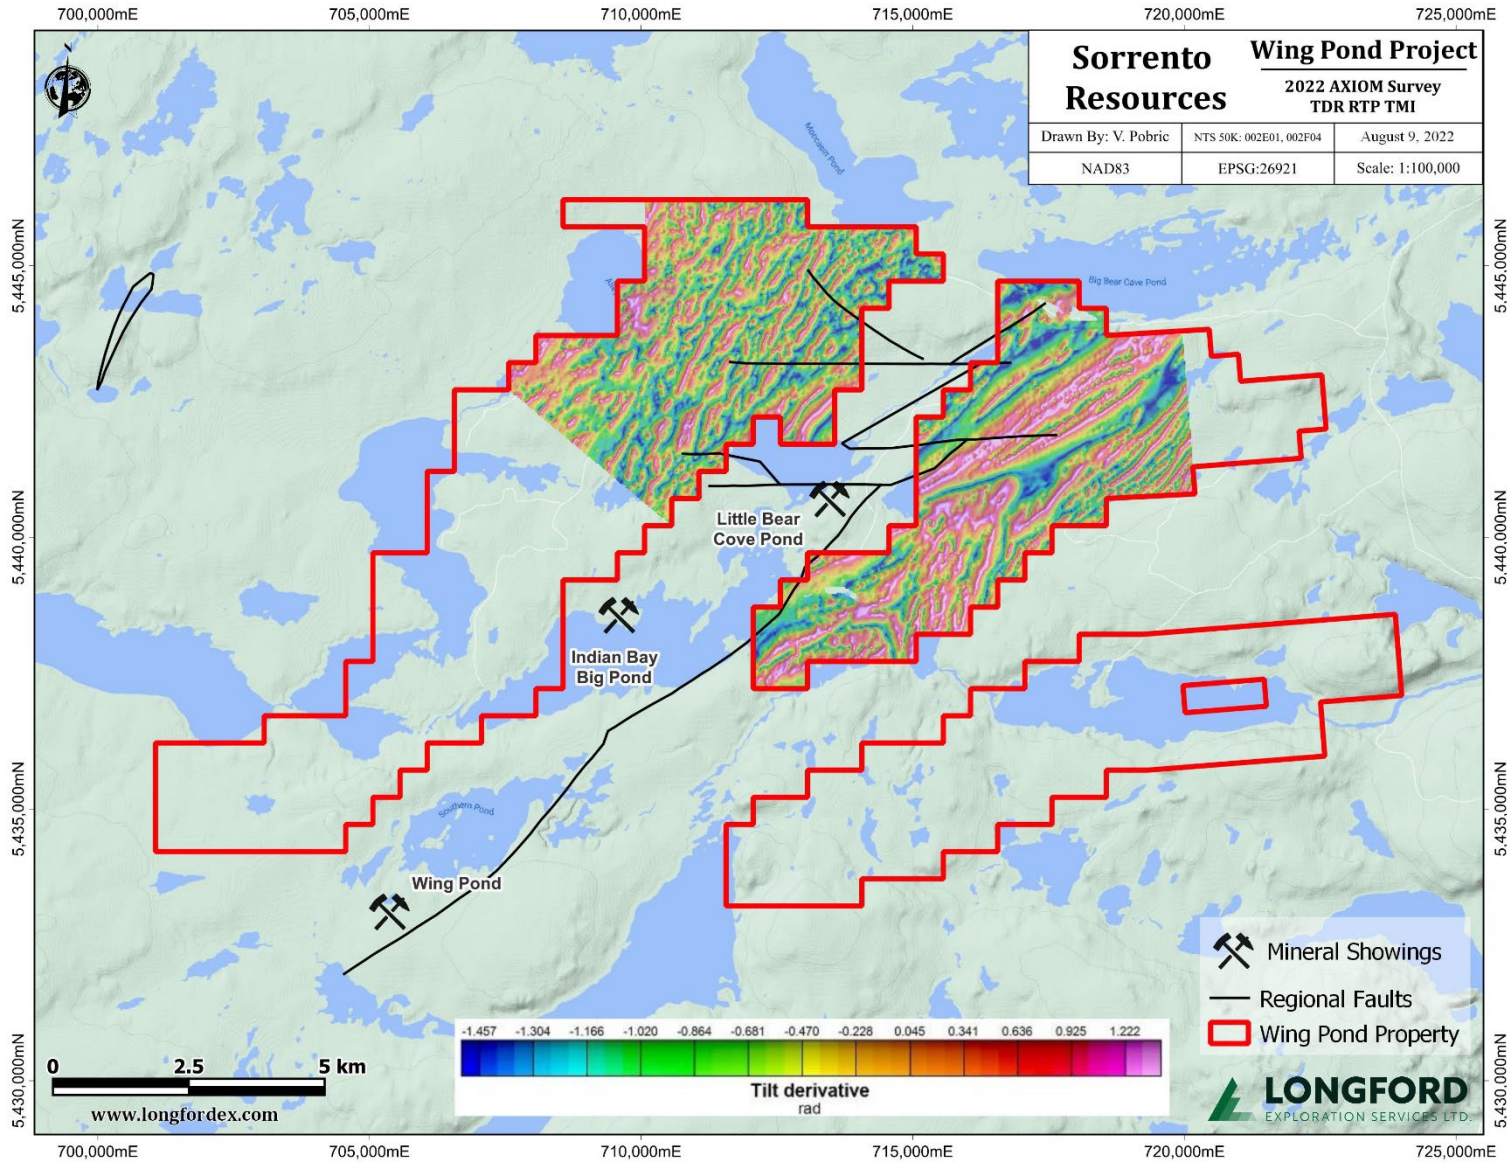 700,000mE
705,000mE
710,000mE
715,000mE
720,000mE
725,000mE
Sorrento
Resources
Wing Pond Project
2022 AXIOM Survey
TDR RTP TMI
Drawn By: V. Pobric
NTS 50K: 002E01, 002F04
August 9, 2022
NAD83
EPSG:26921
Scale: 1:100,000
Moccasin Pond
5,445,000mN
5,445,000mN
Big Bear Cave Pond
5,440,000mN
5,440,000mN
Little Bear
Cove Pond
Indian Bay
Big Pond
5,435,000mN
5,435,000mN
Southern Pond
Wing Pond
Mineral Showings
Regional Faults
Wing Pond Property
-1.457 -1.304 -1.166 -1.020 -0.864 -0.681 -0.470 -0.228 0.045 0.341 0.636 0.925 1.222
Tilt derivative
rad
0 2.5 5 km
www.longfordex.com
5,430,000mN
5,430,000mN
LONGFORD
EXPLORATION SERVICES LTD.
700,000mE
705,000mE
710,000mE
715,000mE
720,000mE
725,000mE